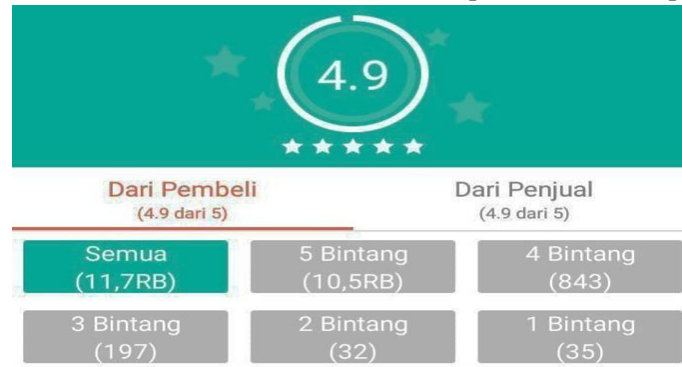 4.9
Dari Pembeli
(4.9 dari 5)
Dari Penjual
(4.9 dari 5)
Semua
(11,7RB)
5 Bintang
(10,5RB)
4 Bintang
(843)
3 Bintang
(197)
2 Bintang
(32)
1 Bintang
(35)